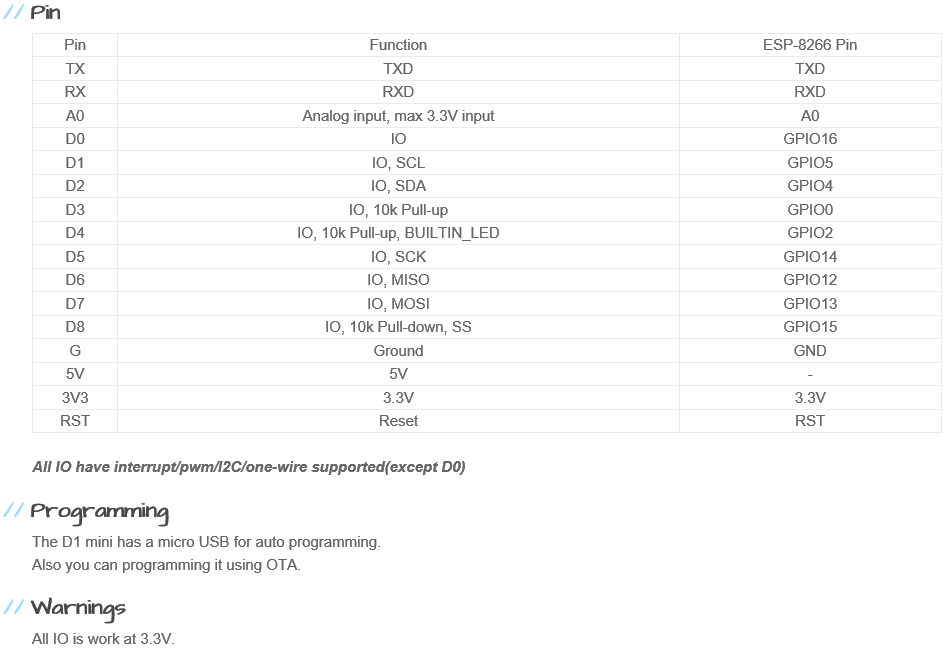 // Pin
Pin Function ESP-8266 Pin
TX TXD TXD
RX RXD RXD
A0 Analog input, max 3.3V input A0
D0 IO GPIO16
D1 IO, SCL GPIO5
D2 IO, SDA GPIO4
D3 IO, 10k Pull-up GPIO0
D4 IO, 10k Pull-up, BUILTIN_LED GPIO2
D5 IO, SCK GPIO14
D6 IO, MISO GPIO12
D7 IO, MOSI GPIO13
D8 IO, 10k Pull-down, SS GPIO15
G Ground GND
5V 5V -
3V3 3.3V 3.3V
RST Reset RST
All IO have interrupt/pwm/I2C/one-wire supported(except D0)
// Programming
The D1 mini has a micro USB for auto programming.
Also you can programming it using OTA.
// Warnings
All IO is work at 3.3V.